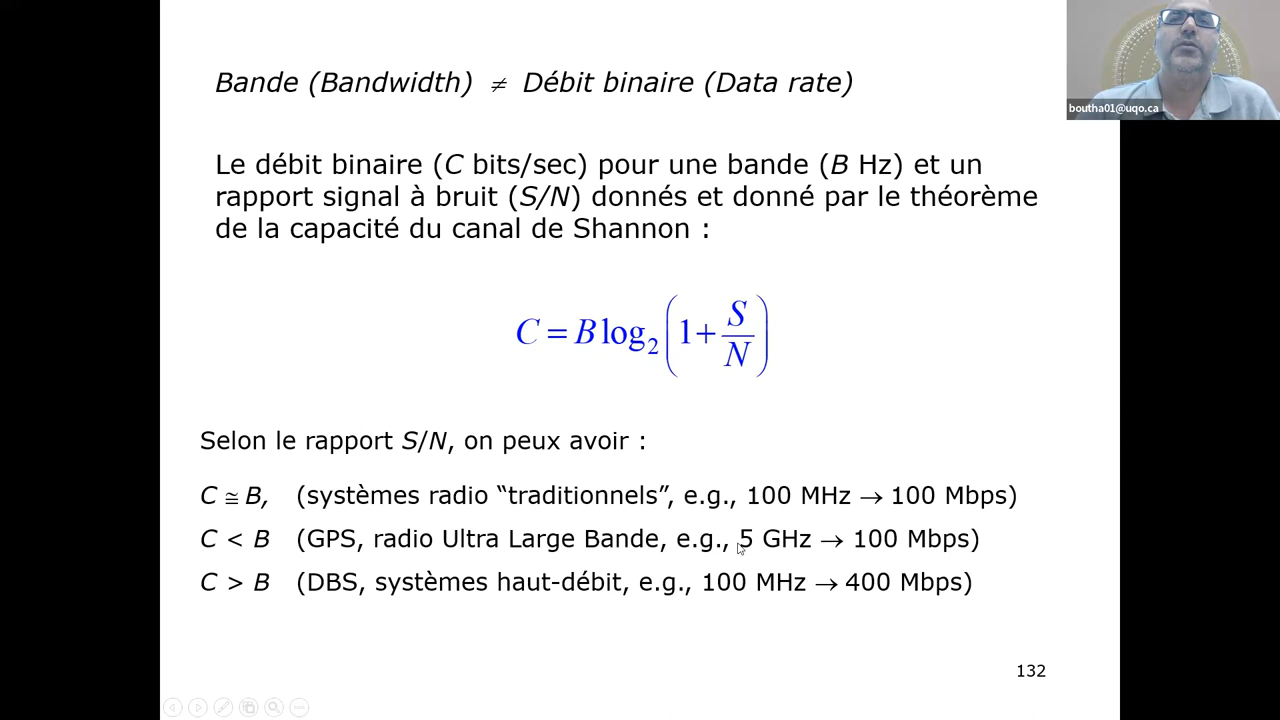 Bande (Bandwidth) ≠ Débit binaire (Data rate)
boutha01@uqo.ca
Le débit binaire (C bits/sec) pour une bande (B Hz) et un
rapport signal à bruit (S/N) donnés et donné par le théorème
de la capacité du canal de Shannon :
C = B log₂ (1 + S/N)
Selon le rapport S/N, on peux avoir :
C ≅ B, (systèmes radio “traditionnels”, e.g., 100 MHz → 100 Mbps)
C < B (GPS, radio Ultra Large Bande, e.g., 5 GHz → 100 Mbps)
C > B (DBS, systèmes haut-débit, e.g., 100 MHz → 400 Mbps)
132